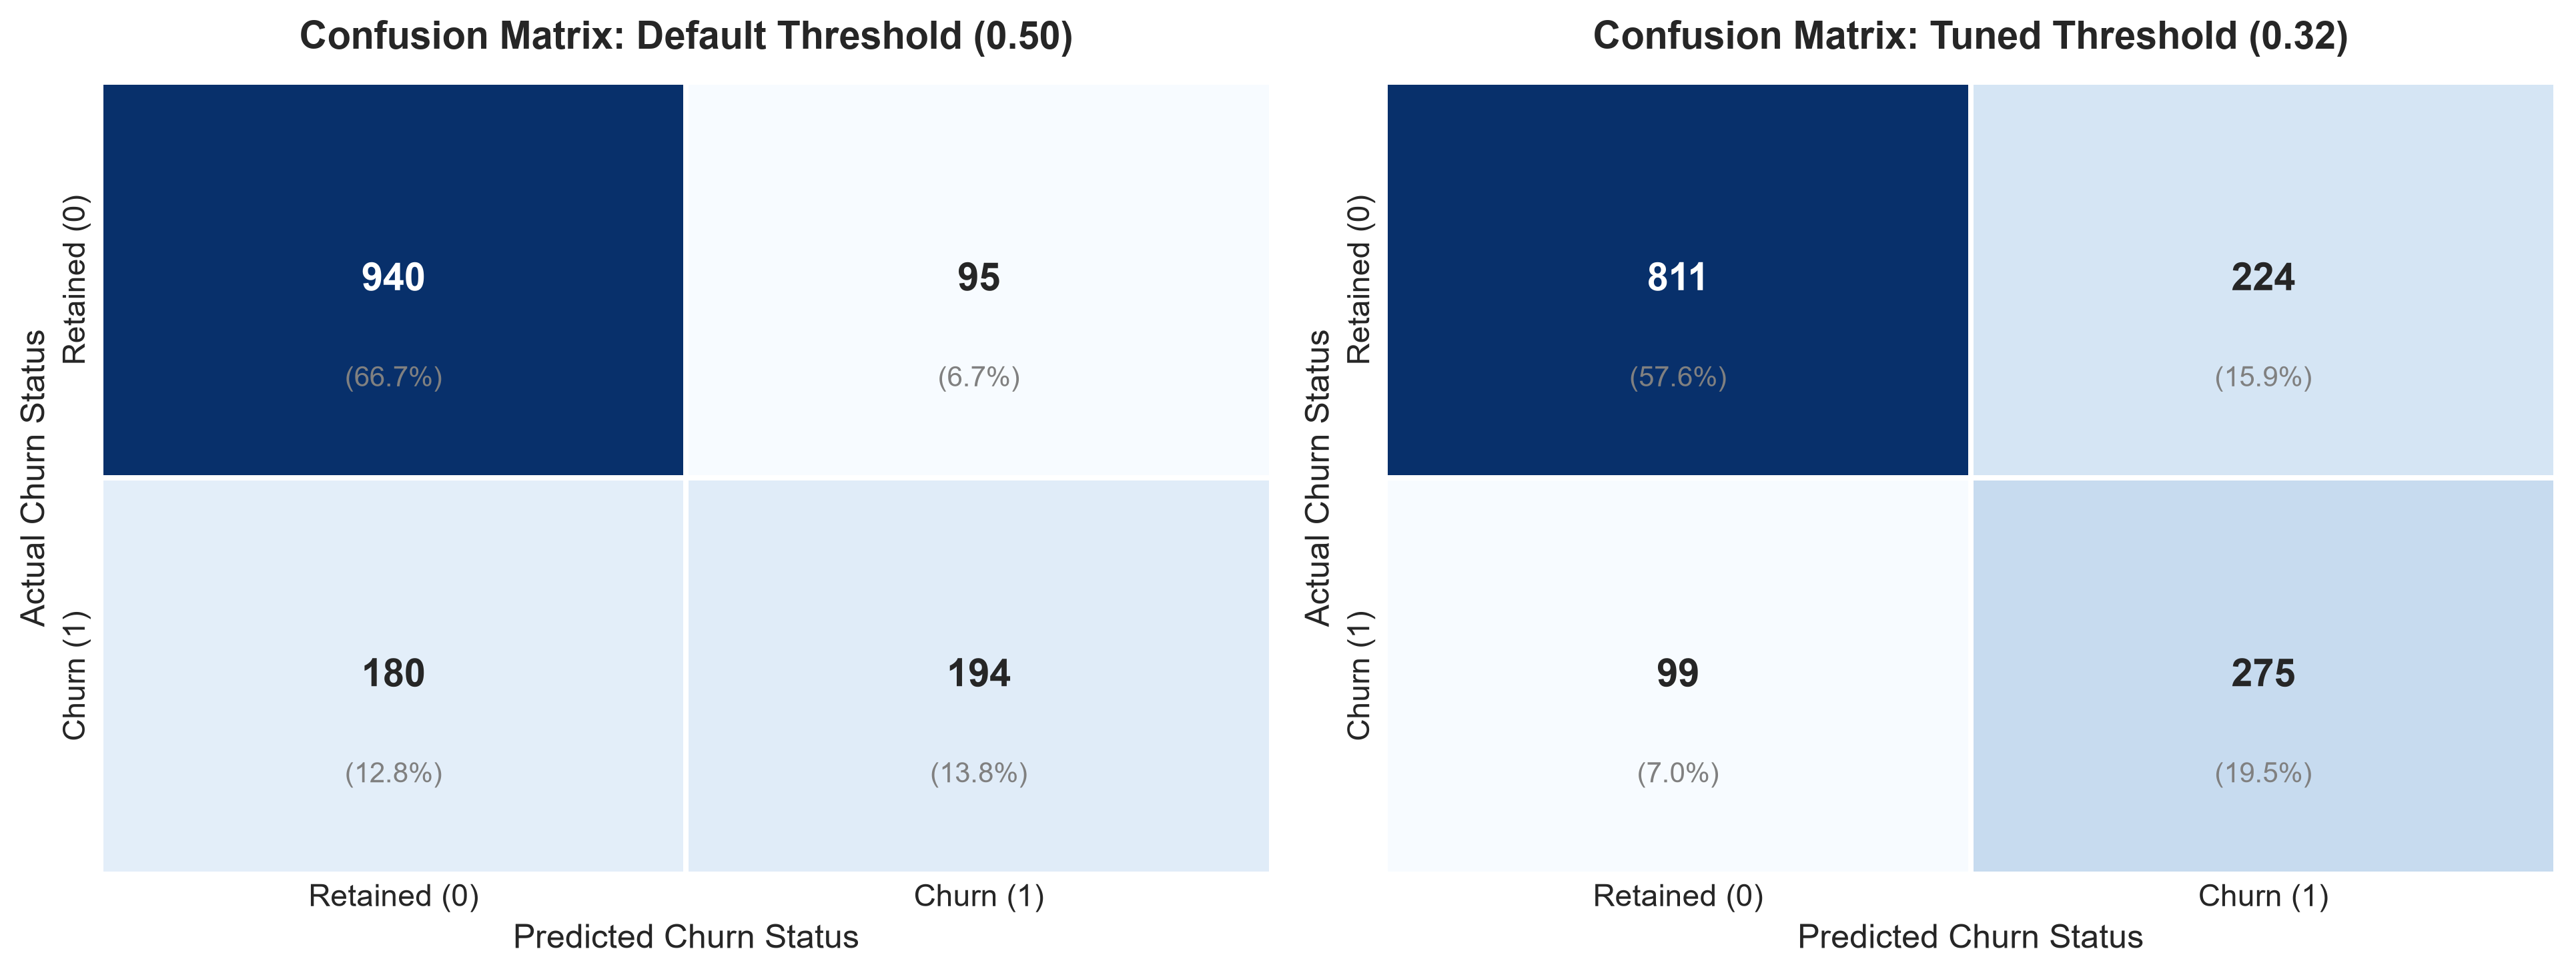 Confusion Matrix: Default Threshold (0.50)
Actual Churn Status
Retained (0)
Churn (1)
940
(66.7%)
95
(6.7%)
180
(12.8%)
194
(13.8%)
Retained (0)
Churn (1)
Predicted Churn Status
Confusion Matrix: Tuned Threshold (0.32)
Actual Churn Status
Retained (0)
Churn (1)
811
(57.6%)
224
(15.9%)
99
(7.0%)
275
(19.5%)
Retained (0)
Churn (1)
Predicted Churn Status